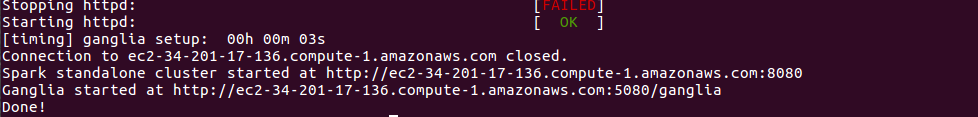 Stopping httpd: [FAILED]
Starting httpd: [  OK  ]
[timing] ganglia setup:  00h 00m 03s
Connection to ec2-34-201-17-136.compute-1.amazonaws.com closed.
Spark standalone cluster started at http://ec2-34-201-17-136.compute-1.amazonaws.com:8080
Ganglia started at http://ec2-34-201-17-136.compute-1.amazonaws.com:5080/ganglia
Done!